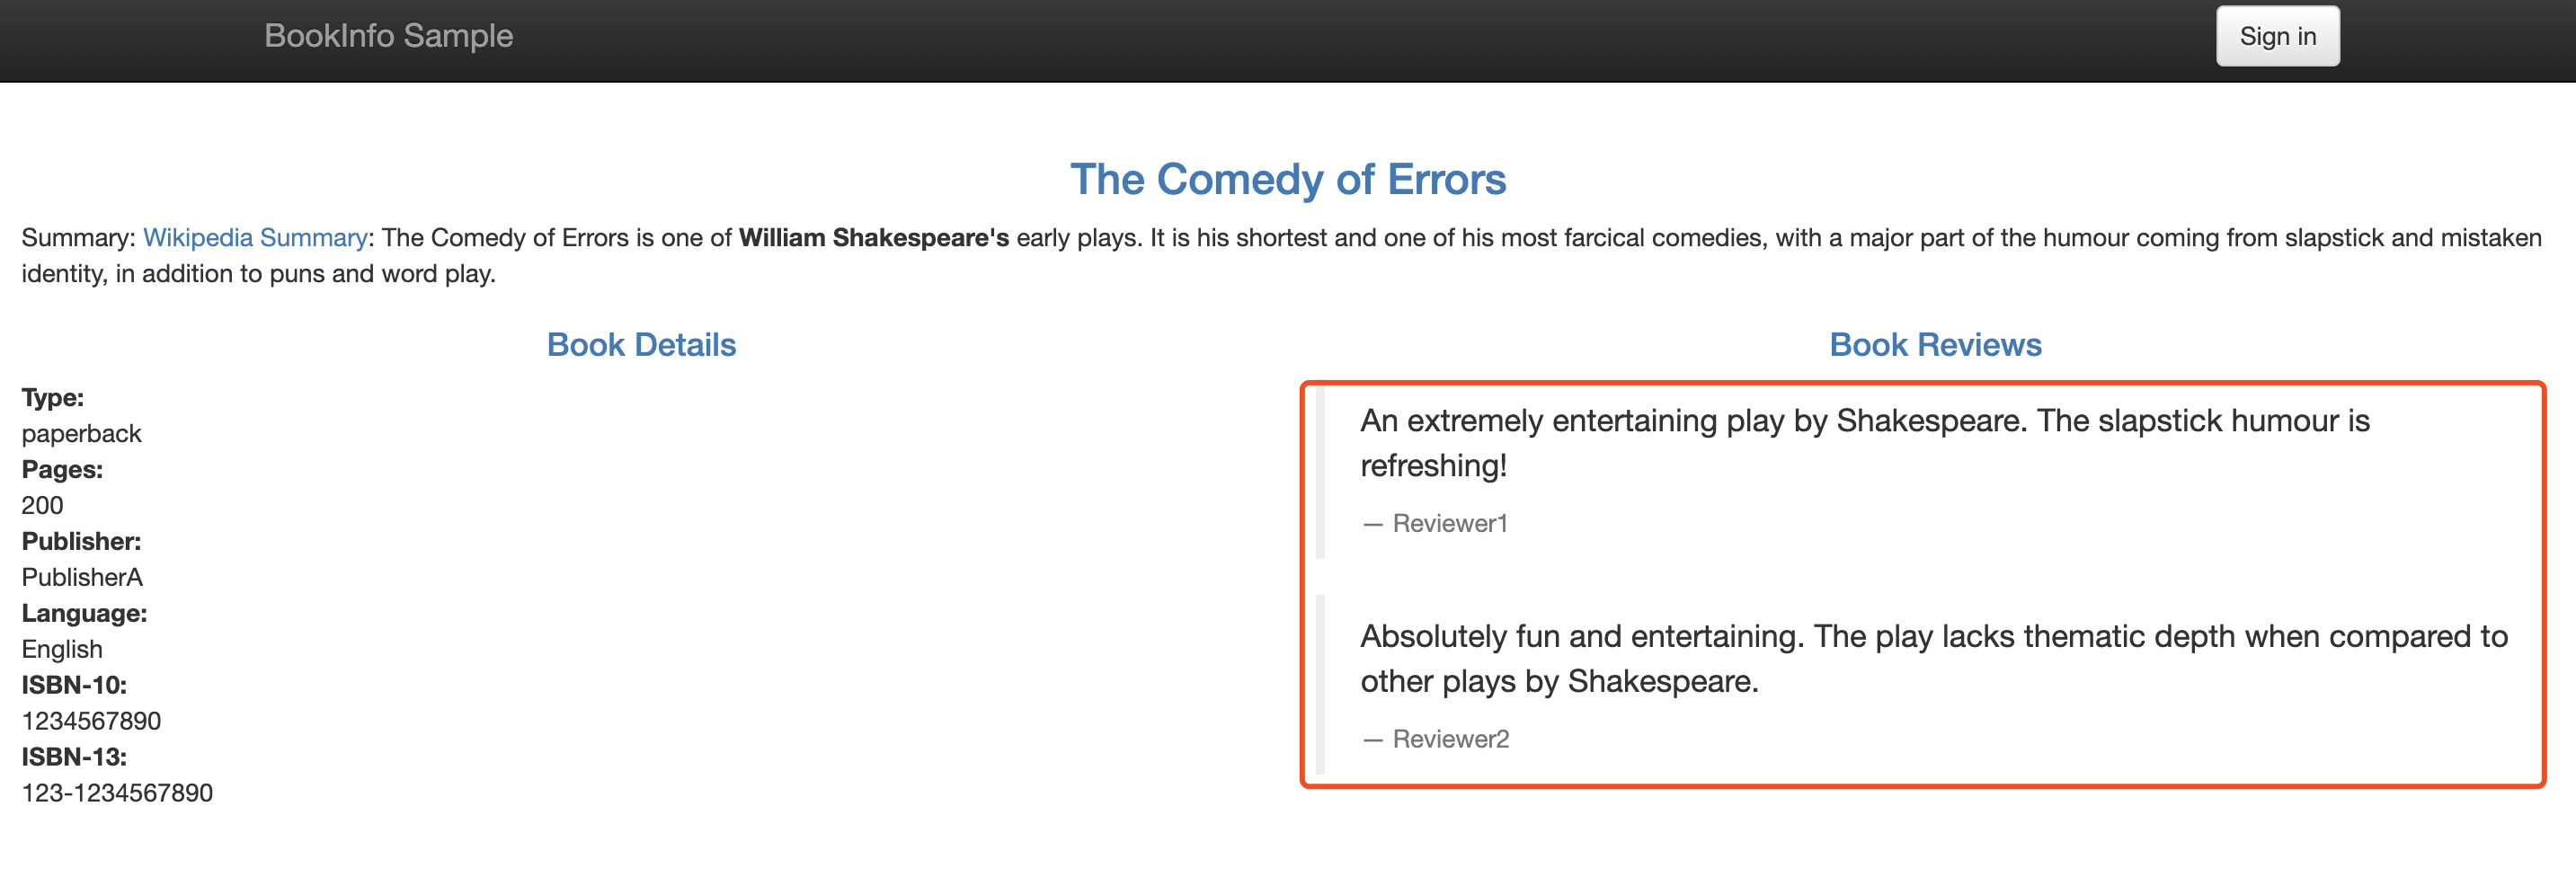 BookInfo Sample
Sign in
The Comedy of Errors
Summary: Wikipedia Summary: The Comedy of Errors is one of William Shakespeare's early plays. It is his shortest and one of his most farcical comedies, with a major part of the humour coming from slapstick and mistaken
identity, in addition to puns and word play.
Book Details
Type:
paperback
Pages:
200
Publisher:
PublisherA
Language:
English
ISBN-10:
1234567890
ISBN-13:
123-1234567890
Book Reviews
An extremely entertaining play by Shakespeare. The slapstick humour is
refreshing!
— Reviewer1
Absolutely fun and entertaining. The play lacks thematic depth when compared to
other plays by Shakespeare.
— Reviewer2